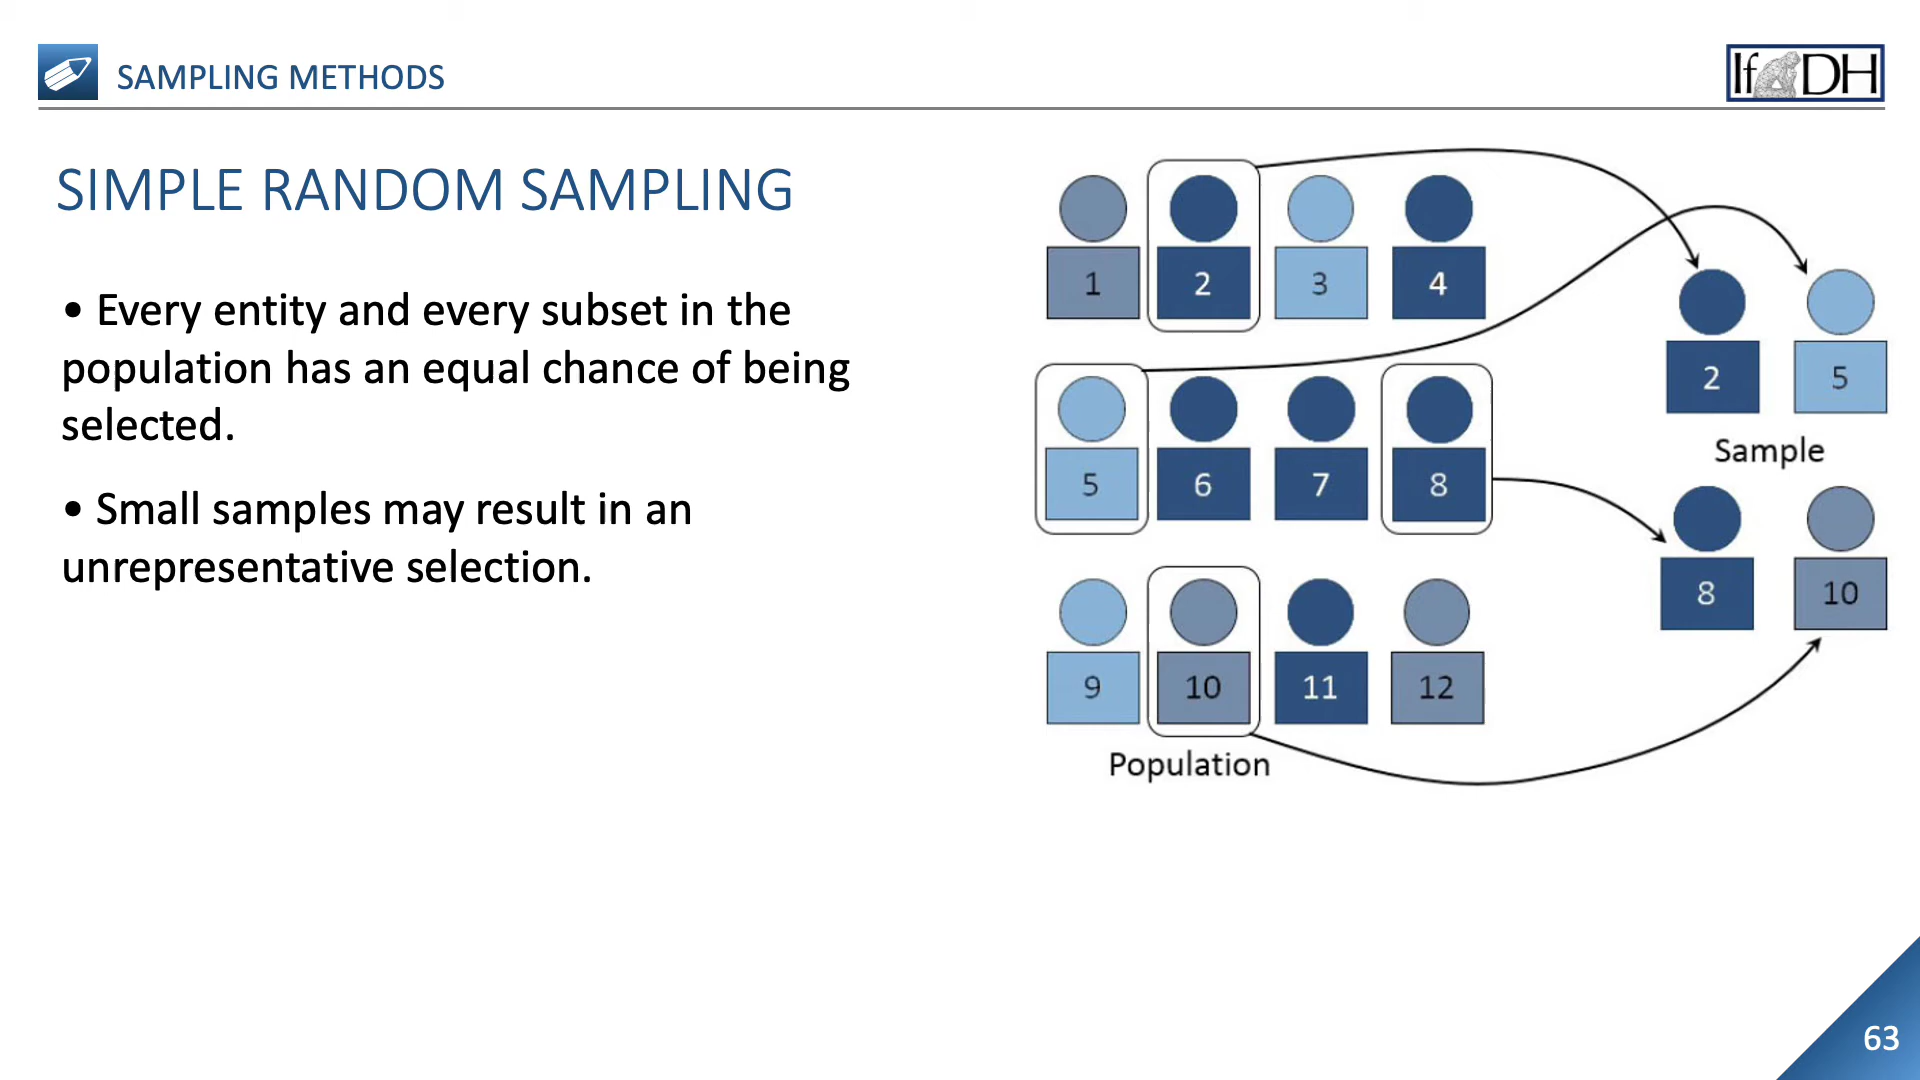 SAMPLING METHODS
If DH
SIMPLE RANDOM SAMPLING
• Every entity and every subset in the
population has an equal chance of being
selected.
• Small samples may result in an
unrepresentative selection.
1 2 3 4
5 6 7 8
9 10 11 12
Population
2 5
Sample
8 10
63